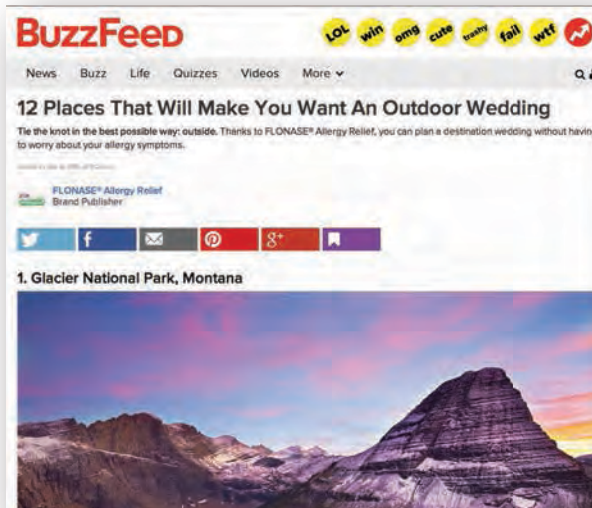 BuzzFeeD
LOL win omg cute trashy fail wtf
News Buzz Life Quizzes Videos More
12 Places That Will Make You Want An Outdoor Wedding
Tie the knot in the best possible way: outside. Thanks to FLONASE® Allergy Relief, you can plan a destination wedding without havin
to worry about your allergy symptoms.
FLONASE® Allergy Relief
Brand Publisher
f
g+
1. Glacier National Park, Montana